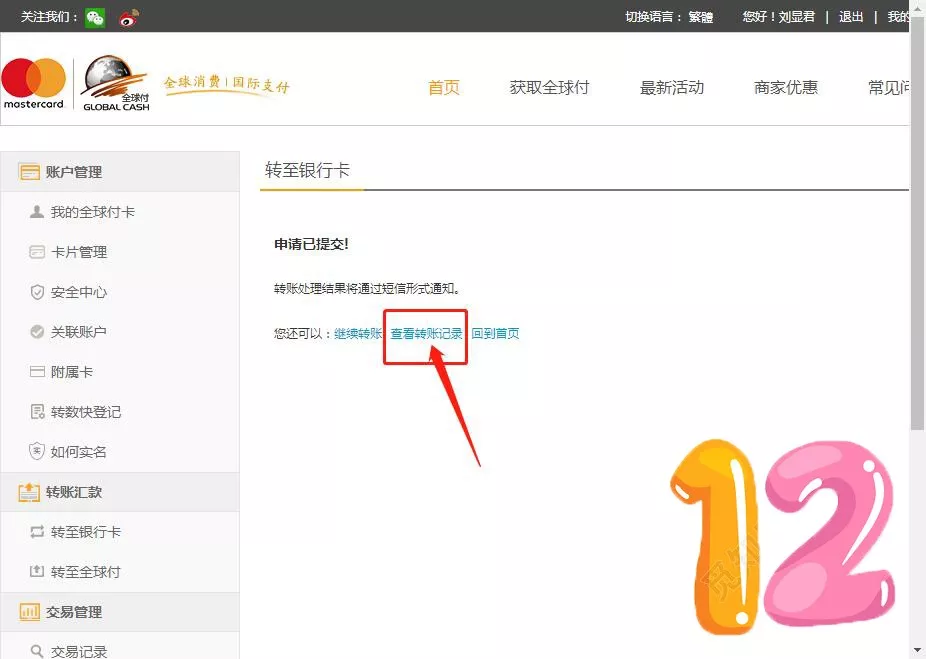 关注我们：
切换语言： 繁體 您好！刘显君 | 退出 | 我的
mastercard.
全球付
GLOBAL CASH
全球消费 | 国际支付
首页 获取全球付 最新活动 商家优惠 常见问
账户管理
我的全球付卡
卡片管理
安全中心
关联账户
附属卡
转数快登记
如何实名
转账汇款
转至银行卡
转至全球付
交易管理
交易记录
转至银行卡
申请已提交!
转账处理结果将通过短信形式通知。
您还可以：继续转账 查看转账记录 回到首页
12